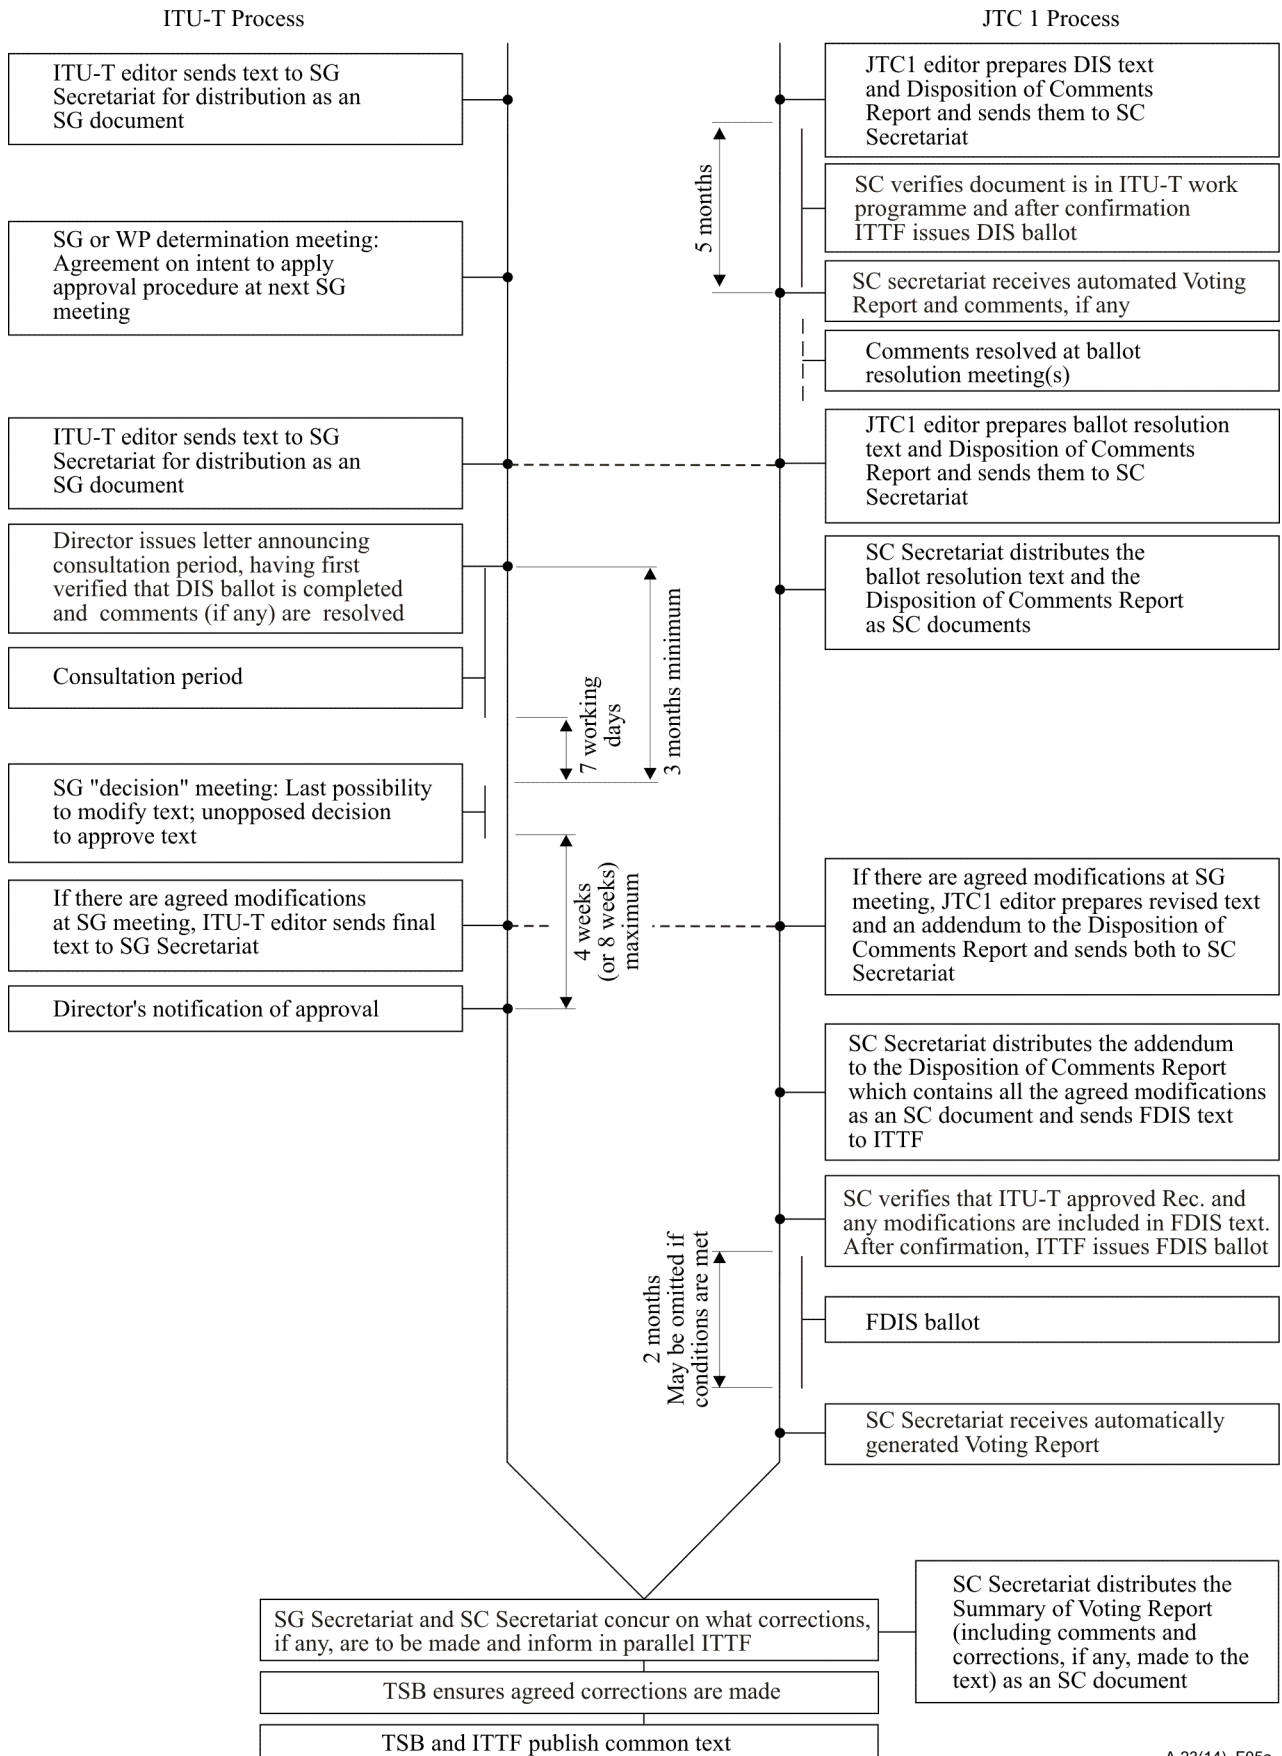 ITU-T Process
JTC 1 Process
ITU-T editor sends text to SG
Secretariat for distribution as an
SG document
SG or WP determination meeting:
Agreement on intent to apply
approval procedure at next SG
meeting
ITU-T editor sends text to SG
Secretariat for distribution as an
SG document
Director issues letter announcing
consultation period, having first
verified that DIS ballot is completed
and comments (if any) are resolved
Consultation period
SG "decision" meeting: Last possibility
to modify text; unopposed decision
to approve text
If there are agreed modifications
at SG meeting, ITU-T editor sends final
text to SG Secretariat
Director's notification of approval
7 working
days
3 months minimum
4 weeks
(or 8 weeks)
maximum
5 months
2 months
May be omitted if
conditions are met
JTC1 editor prepares DIS text
and Disposition of Comments
Report and sends them to SC
Secretariat
SC verifies document is in ITU-T work
programme and after confirmation
ITTF issues DIS ballot
SC secretariat receives automated Voting
Report and comments, if any
Comments resolved at ballot
resolution meeting(s)
JTC1 editor prepares ballot resolution
text and Disposition of Comments
Report and sends them to SC
Secretariat
SC Secretariat distributes the
ballot resolution text and the
Disposition of Comments Report
as SC documents
If there are agreed modifications at SG
meeting, JTC1 editor prepares revised text
and an addendum to the Disposition of
Comments Report and sends both to SC
Secretariat
SC Secretariat distributes the addendum
to the Disposition of Comments Report
which contains all the agreed modifications
as an SC document and sends FDIS text
to ITTF
SC verifies that ITU-T approved Rec. and
any modifications are included in FDIS text.
After confirmation, ITTF issues FDIS ballot
FDIS ballot
SC Secretariat receives automatically
generated Voting Report
SG Secretariat and SC Secretariat concur on what corrections,
if any, are to be made and inform in parallel ITTF
SC Secretariat distributes the
Summary of Voting Report
(including comments and
corrections, if any, made to the
text) as an SC document
TSB ensures agreed corrections are made
TSB and ITTF publish common text